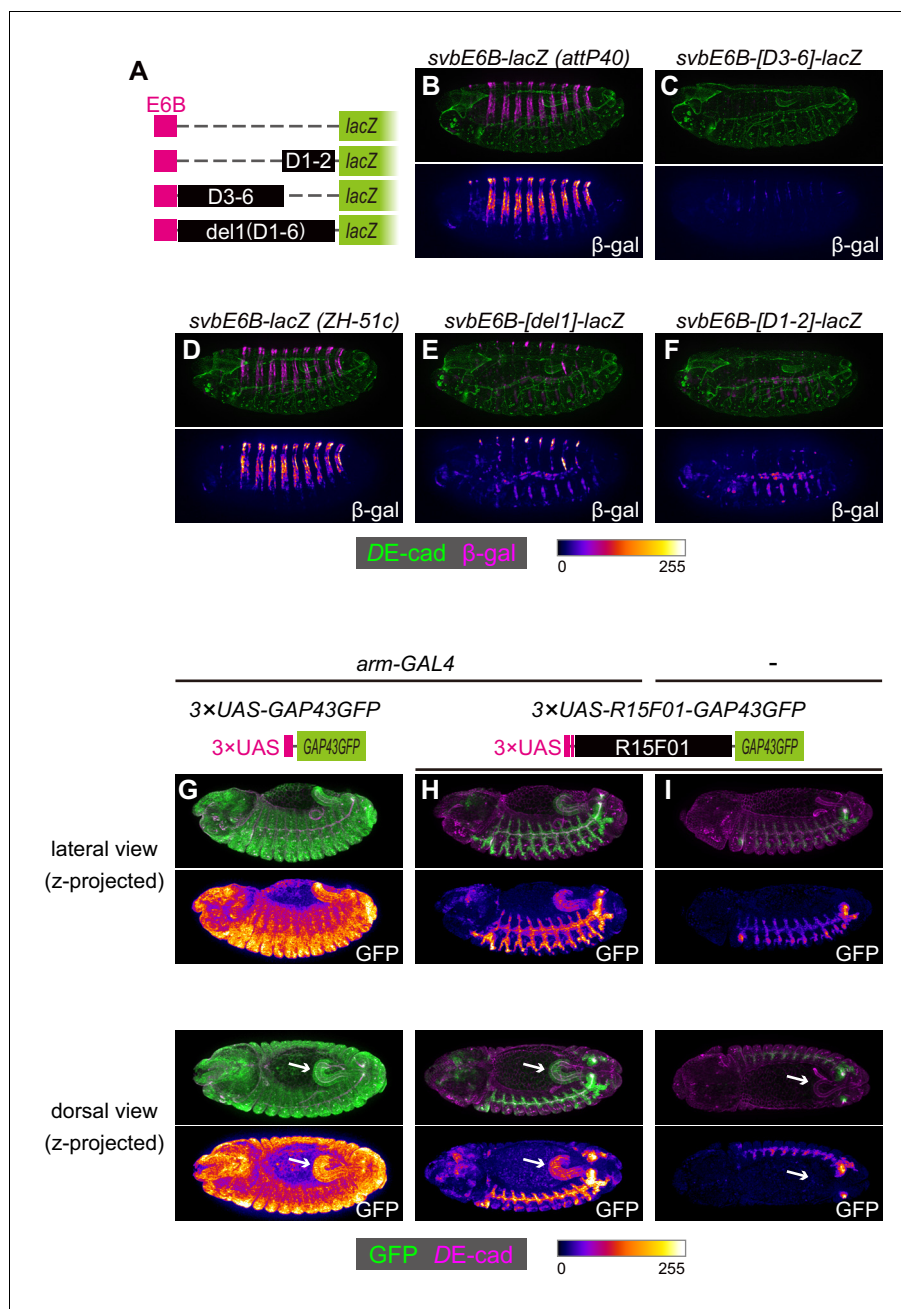 A
E6B
lacZ
D1-2
lacZ
D3-6
lacZ
del1(D1-6)
lacZ
svbE6B-lacZ (attP40)
B
β-gal
svbE6B-[D3-6]-lacZ
C
β-gal
svbE6B-lacZ (ZH-51c)
D
β-gal
svbE6B-[del1]-lacZ
E
β-gal
svbE6B-[D1-2]-lacZ
F
β-gal
DE-cad β-gal
0 255
arm-GAL4
-
3×UAS-GAP43GFP
3×UAS-R15F01-GAP43GFP
3×UAS GAP43GFP
3×UAS R15F01 GAP43GFP
G
H
I
lateral view
(z-projected)
GFP
GFP
GFP
dorsal view
(z-projected)
GFP
GFP
GFP
GFP DE-cad
0 255